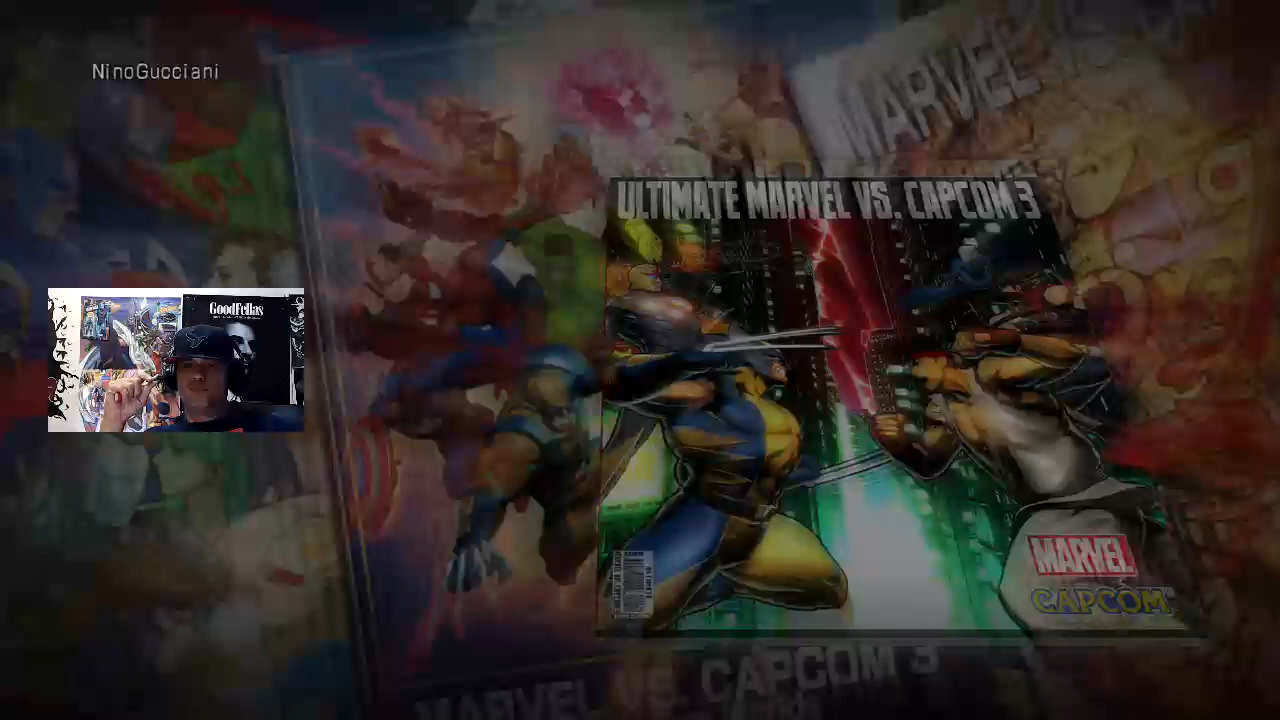 NinoGucciani
MARVEL
ULTIMATE MARVEL VS. CAPCOM 3
GoodFellas
MARVEL
CAPCOM
MARVEL VS. CAPCOM 3